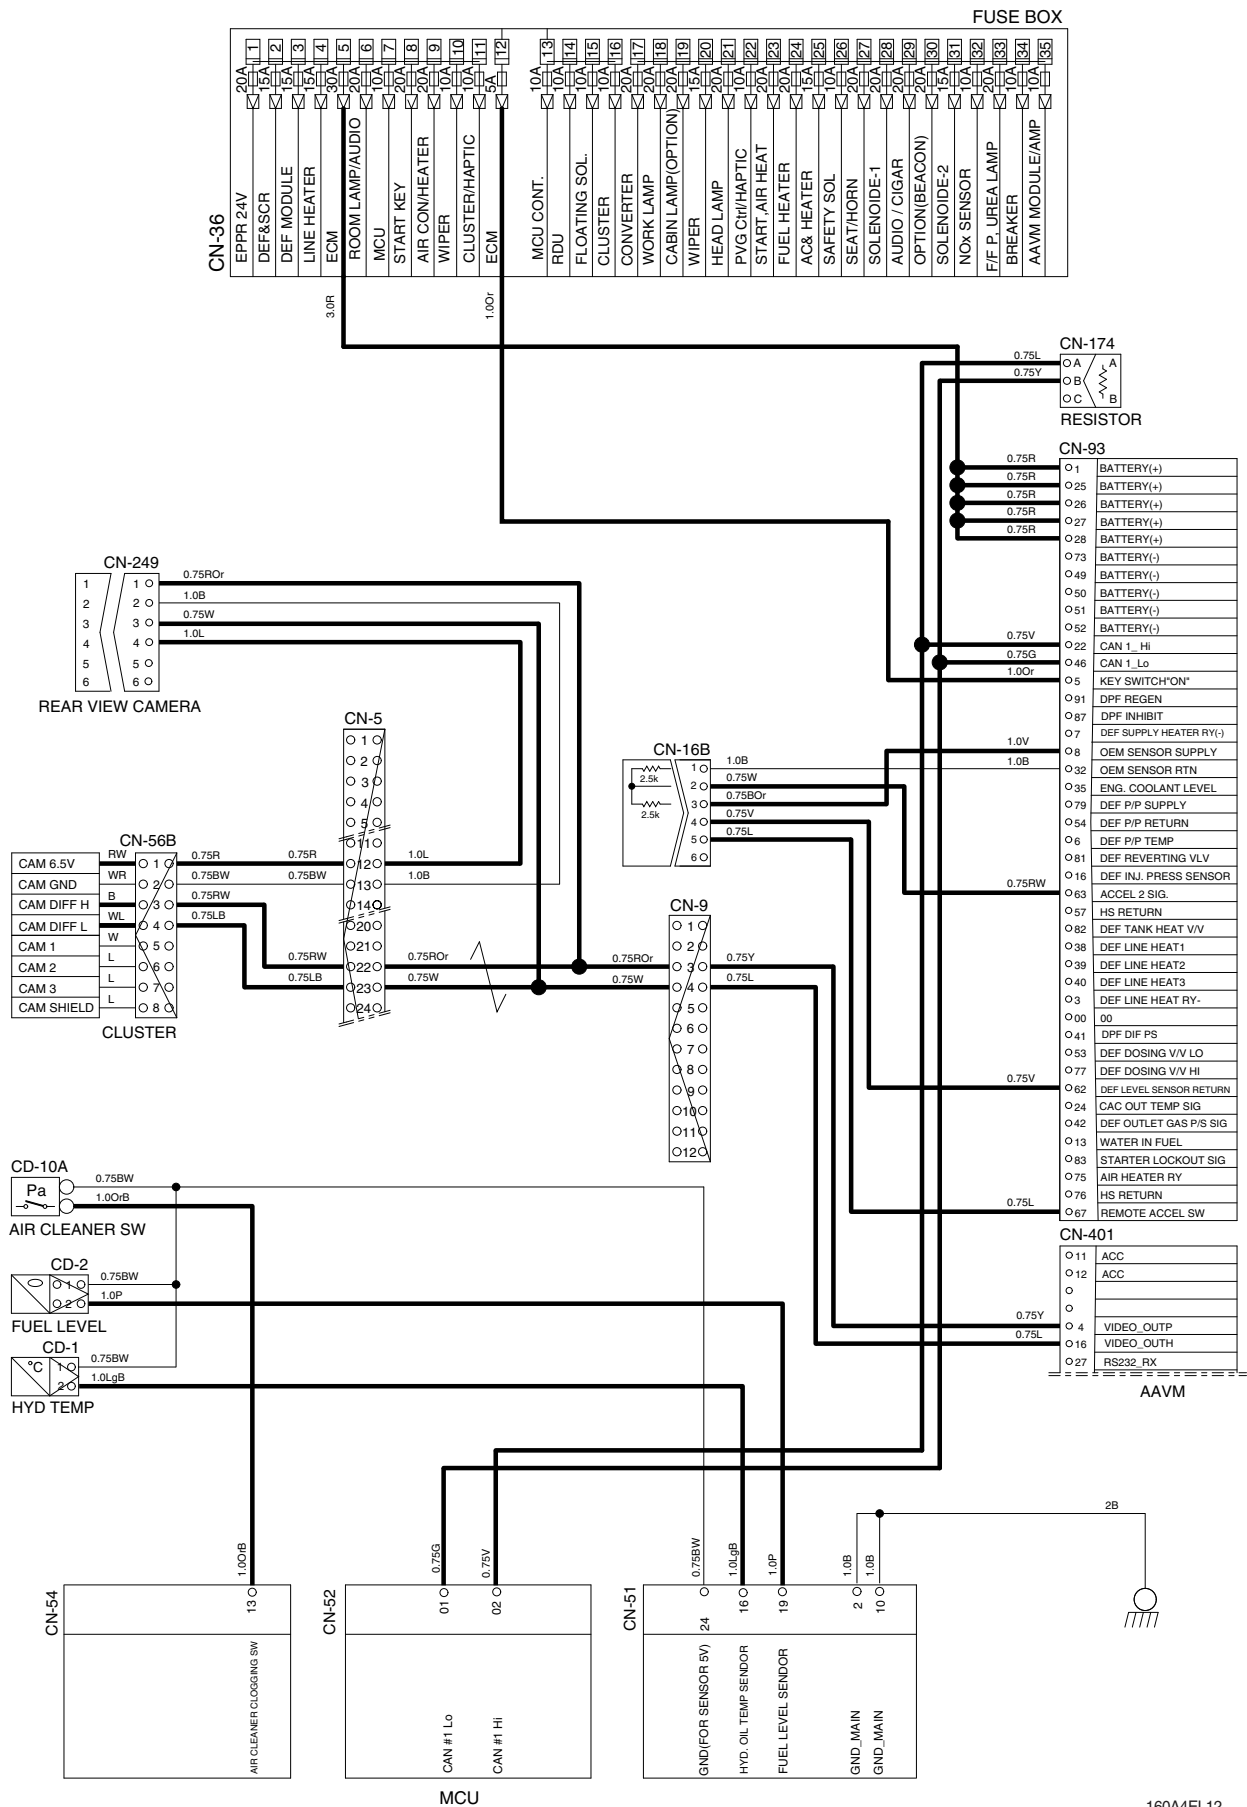 FUSE BOX
CN-36
1 20A EPPR 24V
2 15A DEF&SCR
3 15A DEF MODULE
4 15A LINE HEATER
5 30A ECM
6 20A ROOM LAMP/AUDIO
7 10A MCU
8 20A START KEY
9 20A AIR CON/HEATER
10 10A WIPER
11 10A CLUSTER/HAPTIC
12 5A ECM
13 10A MCU CONT.
14 10A RDU
15 10A FLOATING SOL.
16 10A CLUSTER
17 20A CONVERTER
18 20A WORK LAMP
19 20A CABIN LAMP(OPTION)
20 15A WIPER
21 20A HEAD LAMP
22 10A PVG Ctrl/HAPTIC
23 20A START ,AIR HEAT
24 20A FUEL HEATER
25 15A AC& HEATER
26 10A SAFETY SOL
27 20A SEAT/HORN
28 20A SOLENOIDE-1
29 20A AUDIO / CIGAR
30 20A OPTION(BEACON)
31 15A SOLENOIDE-2
32 10A NOx SENSOR
33 20A F/F P, UREA LAMP
34 10A BREAKER
35 10A AAVM MODULE/AMP
3.0R
1.0Or
CN-174
0.75L
A
0.75Y
B
C
A
B
RESISTOR
CN-93
0.75R 1 BATTERY(+)
0.75R 25 BATTERY(+)
0.75R 26 BATTERY(+)
0.75R 27 BATTERY(+)
0.75R 28 BATTERY(+)
73 BATTERY(-)
49 BATTERY(-)
50 BATTERY(-)
51 BATTERY(-)
52 BATTERY(-)
0.75V 22 CAN 1_ Hi
0.75G 46 CAN 1_Lo
1.0Or 5 KEY SWITCH"ON"
91 DPF REGEN
87 DPF INHIBIT
7 DEF SUPPLY HEATER RY(-)
1.0V 8 OEM SENSOR SUPPLY
1.0B 32 OEM SENSOR RTN
35 ENG. COOLANT LEVEL
79 DEF P/P SUPPLY
54 DEF P/P RETURN
6 DEF P/P TEMP
81 DEF REVERTING VLV
16 DEF INJ. PRESS SENSOR
0.75RW 63 ACCEL 2 SIG.
57 HS RETURN
82 DEF TANK HEAT V/V
38 DEF LINE HEAT1
39 DEF LINE HEAT2
40 DEF LINE HEAT3
3 DEF LINE HEAT RY-
00 00
41 DPF DIF PS
53 DEF DOSING V/V LO
77 DEF DOSING V/V HI
0.75V 62 DEF LEVEL SENSOR RETURN
24 CAC OUT TEMP SIG
42 DEF OUTLET GAS P/S SIG
13 WATER IN FUEL
83 STARTER LOCKOUT SIG
75 AIR HEATER RY
76 HS RETURN
0.75L 67 REMOTE ACCEL SW
CN-401
11 ACC
12 ACC
0.75Y 4 VIDEO_OUTP
0.75L 16 VIDEO_OUTH
27 RS232_RX
AAVM
CN-249
1 1 0.75ROr
2 2 1.0B
3 3 0.75W
4 4 1.0L
5 5
6 6
REAR VIEW CAMERA
CN-5
1
2
3
4
5
11
0.75R 12 1.0L
0.75BW 13 1.0B
14
20
21
0.75RW 22 0.75ROr
0.75LB 23 0.75W
24
CN-56B
CAM 6.5V RW 1 0.75R
CAM GND WR 2 0.75BW
CAM DIFF H B 3 0.75RW
CAM DIFF L WL 4 0.75LB
CAM 1 W 5
CAM 2 L 6
CAM 3 L 7
CAM SHIELD L 8
CLUSTER
CN-16B
2.5k
2.5k
1 1.0B
2 0.75W
3 0.75BOr
4 0.75V
5 0.75L
6
CN-9
1
2
0.75ROr 3 0.75Y
0.75W 4 0.75L
5
6
7
8
9
10
11
12
CD-10A
Pa
0.75BW
1.0OrB
AIR CLEANER SW
CD-2
1 0.75BW
2 1.0P
FUEL LEVEL
CD-1
°C
1 0.75BW
2 1.0LgB
HYD TEMP
CN-54
1.0OrB
13
AIR CLEANER CLOGGING SW
CN-52
0.75G
01
CAN #1 Lo
0.75V
02
CAN #1 Hi
MCU
CN-51
0.75BW
24
GND(FOR SENSOR 5V)
1.0LgB
16
HYD. OIL TEMP SENDOR
1.0P
19
FUEL LEVEL SENDOR
1.0B
2
GND_MAIN
1.0B
10
GND_MAIN
2B
160A4EL12